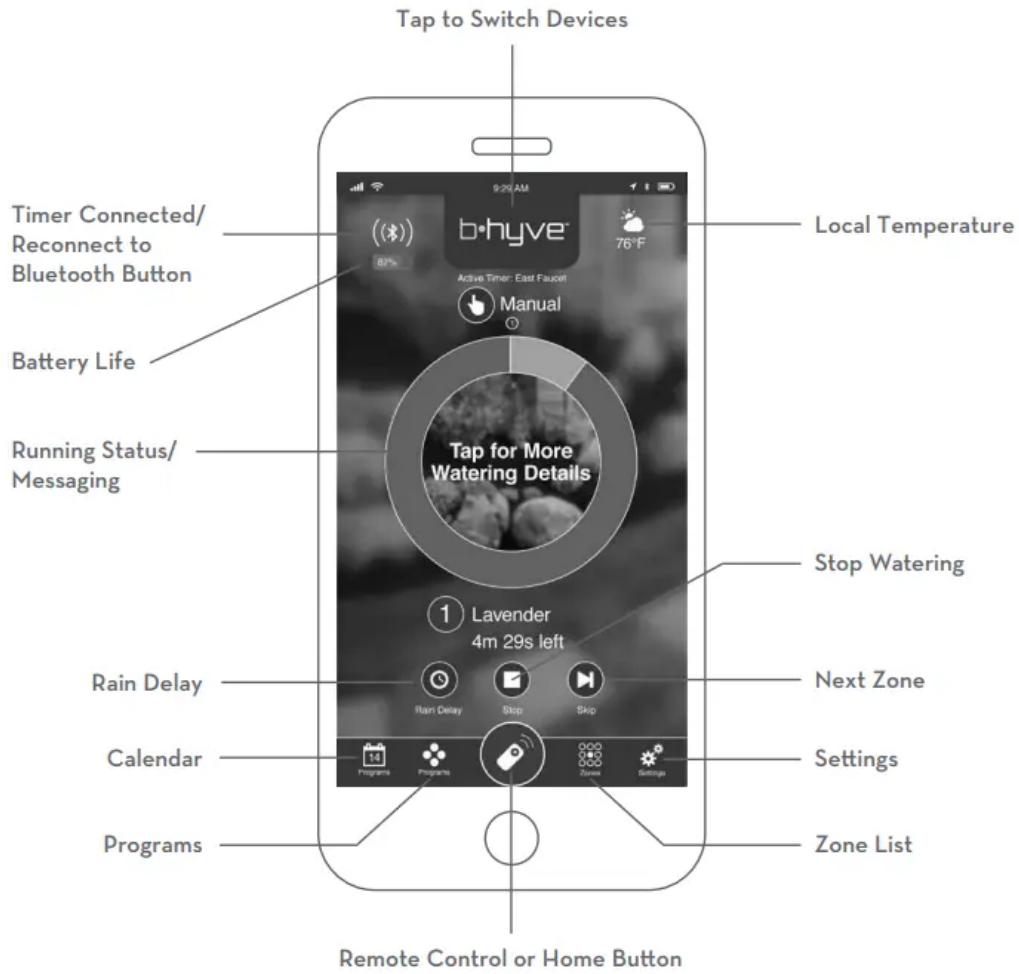 Tap to Switch Devices
9:29 AM
Timer Connected/
Reconnect to
Bluetooth Button
b•hyve™
Local Temperature
76°F
87%
Active Timer: East Faucet
Manual
1
Battery Life
Running Status/
Messaging
Tap for More
Watering Details
Stop Watering
1 Lavender
4m 29s left
Rain Delay
Next Zone
Rain Delay Stop Skip
Calendar
14
Settings
Programs Programs Zones Settings
Programs
Zone List
Remote Control or Home Button